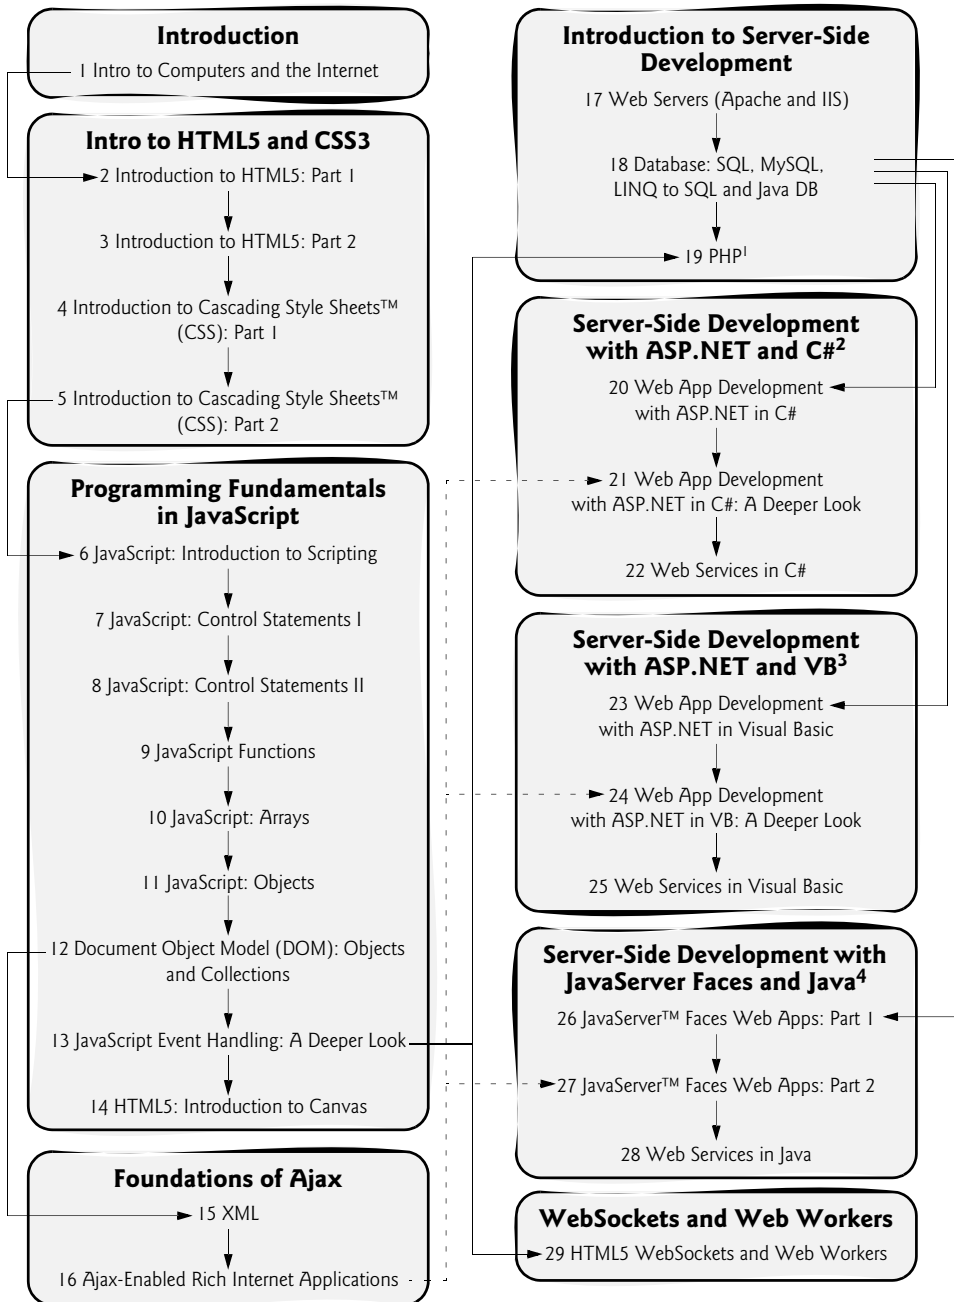 Introduction
1 Intro to Computers and the Internet
Intro to HTML5 and CSS3
2 Introduction to HTML5: Part 1
3 Introduction to HTML5: Part 2
4 Introduction to Cascading Style Sheets™
(CSS): Part 1
5 Introduction to Cascading Style Sheets™
(CSS): Part 2
Programming Fundamentals
in JavaScript
6 JavaScript: Introduction to Scripting
7 JavaScript: Control Statements I
8 JavaScript: Control Statements II
9 JavaScript Functions
10 JavaScript: Arrays
11 JavaScript: Objects
12 Document Object Model (DOM): Objects
and Collections
13 JavaScript Event Handling: A Deeper Look
14 HTML5: Introduction to Canvas
Foundations of Ajax
15 XML
16 Ajax-Enabled Rich Internet Applications
Introduction to Server-Side
Development
17 Web Servers (Apache and IIS)
18 Database: SQL, MySQL,
LINQ to SQL and Java DB
19 PHP¹
Server-Side Development
with ASP.NET and C#²
20 Web App Development
with ASP.NET in C#
21 Web App Development
with ASP.NET in C#: A Deeper Look
22 Web Services in C#
Server-Side Development
with ASP.NET and VB³
23 Web App Development
with ASP.NET in Visual Basic
24 Web App Development
with ASP.NET in VB: A Deeper Look
25 Web Services in Visual Basic
Server-Side Development with
JavaServer Faces and Java⁴
26 JavaServer™ Faces Web Apps: Part 1
27 JavaServer™ Faces Web Apps: Part 2
28 Web Services in Java
WebSockets and Web Workers
29 HTML5 WebSockets and Web Workers